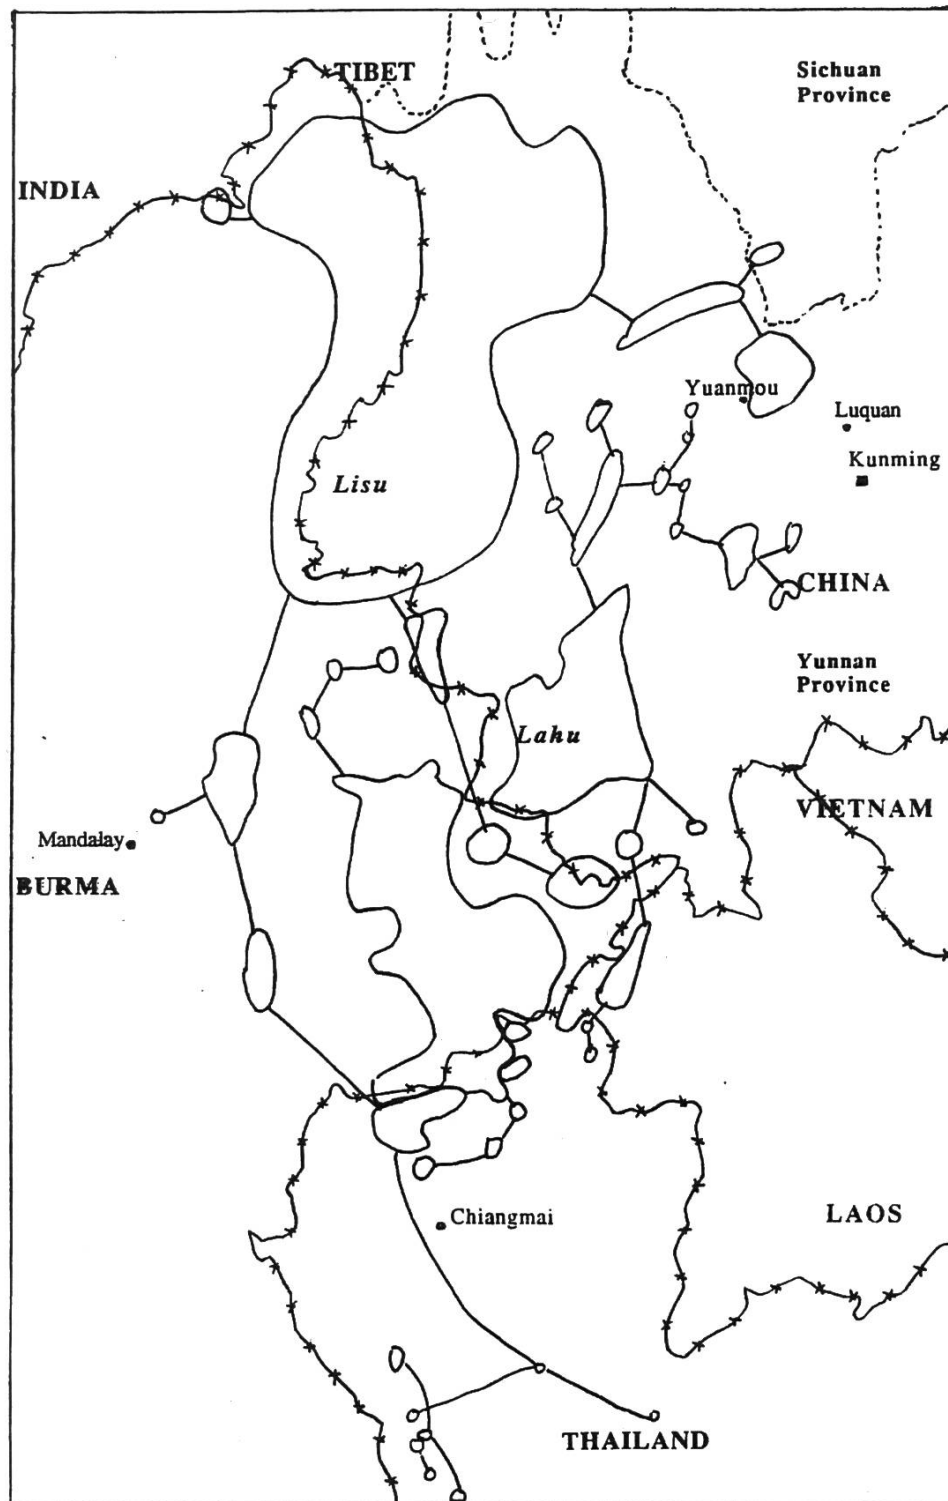 TIBET
Sichuan
Province
INDIA
Yuanmou
Luquan
Kunming
Lisu
CHINA
Yunnan
Province
Lahu
VIETNAM
Mandalay
BURMA
Chiangmai
LAOS
THAILAND